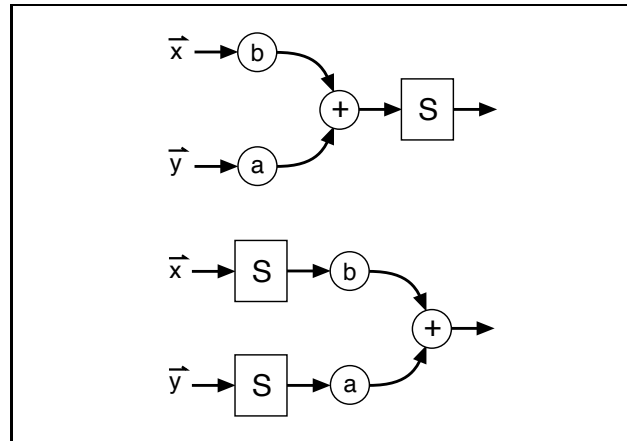 x⃗ b
+ S
y⃗ a
x⃗ S b
+
y⃗ S a